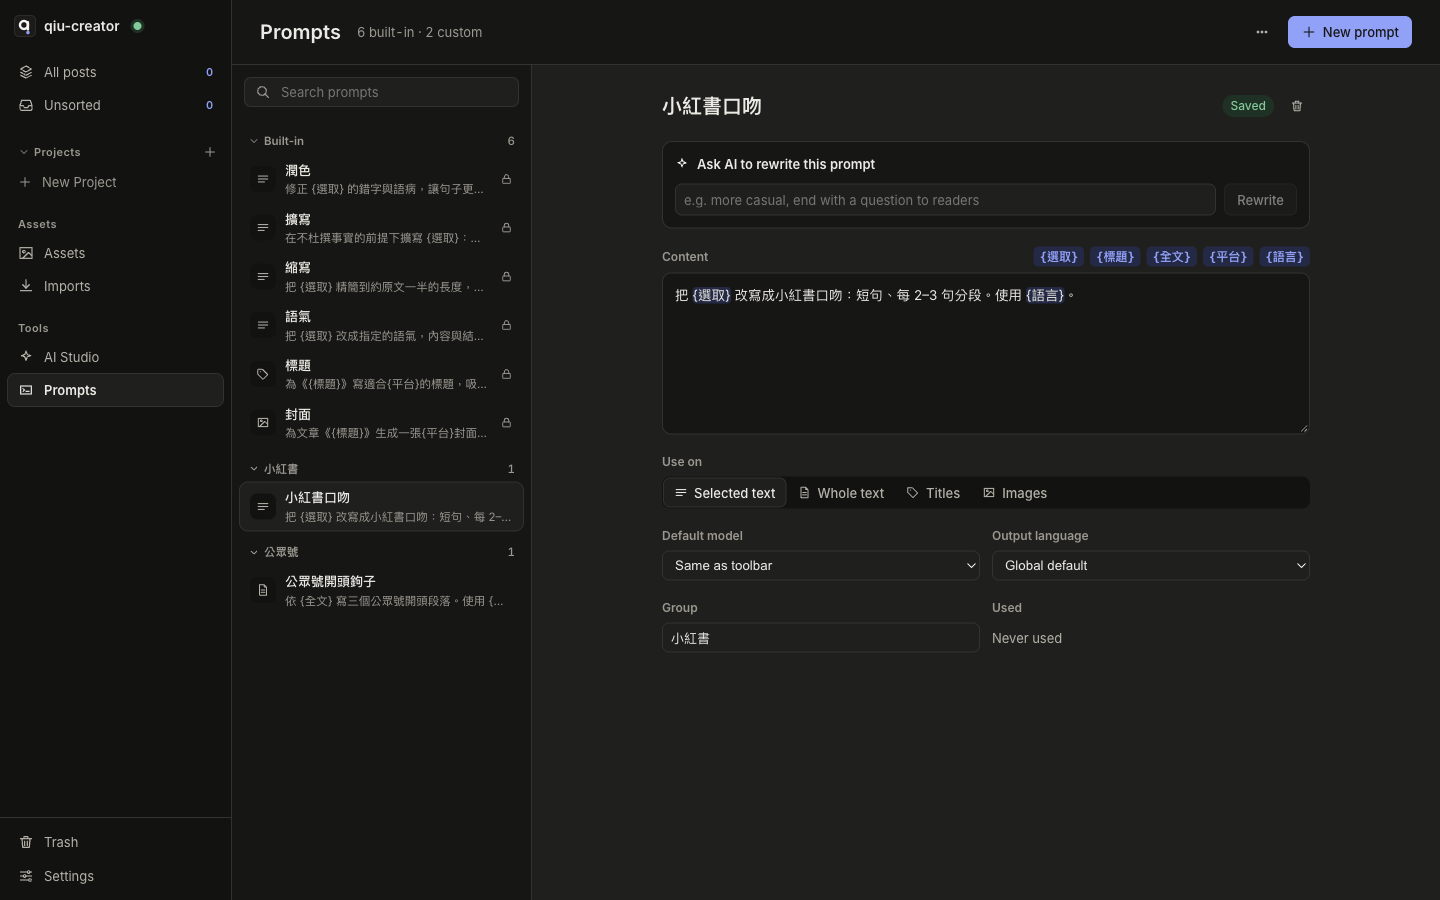 qiu-creator
All posts 0
Unsorted 0
Projects
New Project
Assets
Assets
Imports
Tools
AI Studio
Prompts
Trash
Settings
Prompts 6 built-in · 2 custom
New prompt
Search prompts
Built-in 6
潤色
修正 {選取} 的錯字與語病，讓句子更...
擴寫
在不杜撰事實的前提下擴寫 {選取}：...
縮寫
把 {選取} 精簡到約原文一半的長度，...
語氣
把 {選取} 改成指定的語氣，內容與結...
標題
為《{標題}》寫適合{平台}的標題，吸...
封面
為文章《{標題}》生成一張{平台}封面...
小紅書 1
小紅書口吻
把 {選取} 改寫成小紅書口吻：短句、每 2–...
公眾號 1
公眾號開頭鉤子
依 {全文} 寫三個公眾號開頭段落。使用 {...
小紅書口吻
Saved
Ask AI to rewrite this prompt
e.g. more casual, end with a question to readers
Rewrite
Content {選取} {標題} {全文} {平台} {語言}
把 {選取} 改寫成小紅書口吻：短句、每 2–3 句分段。使用 {語言}。
Use on
Selected text Whole text Titles Images
Default model Output language
Same as toolbar Global default
Group Used
小紅書 Never used